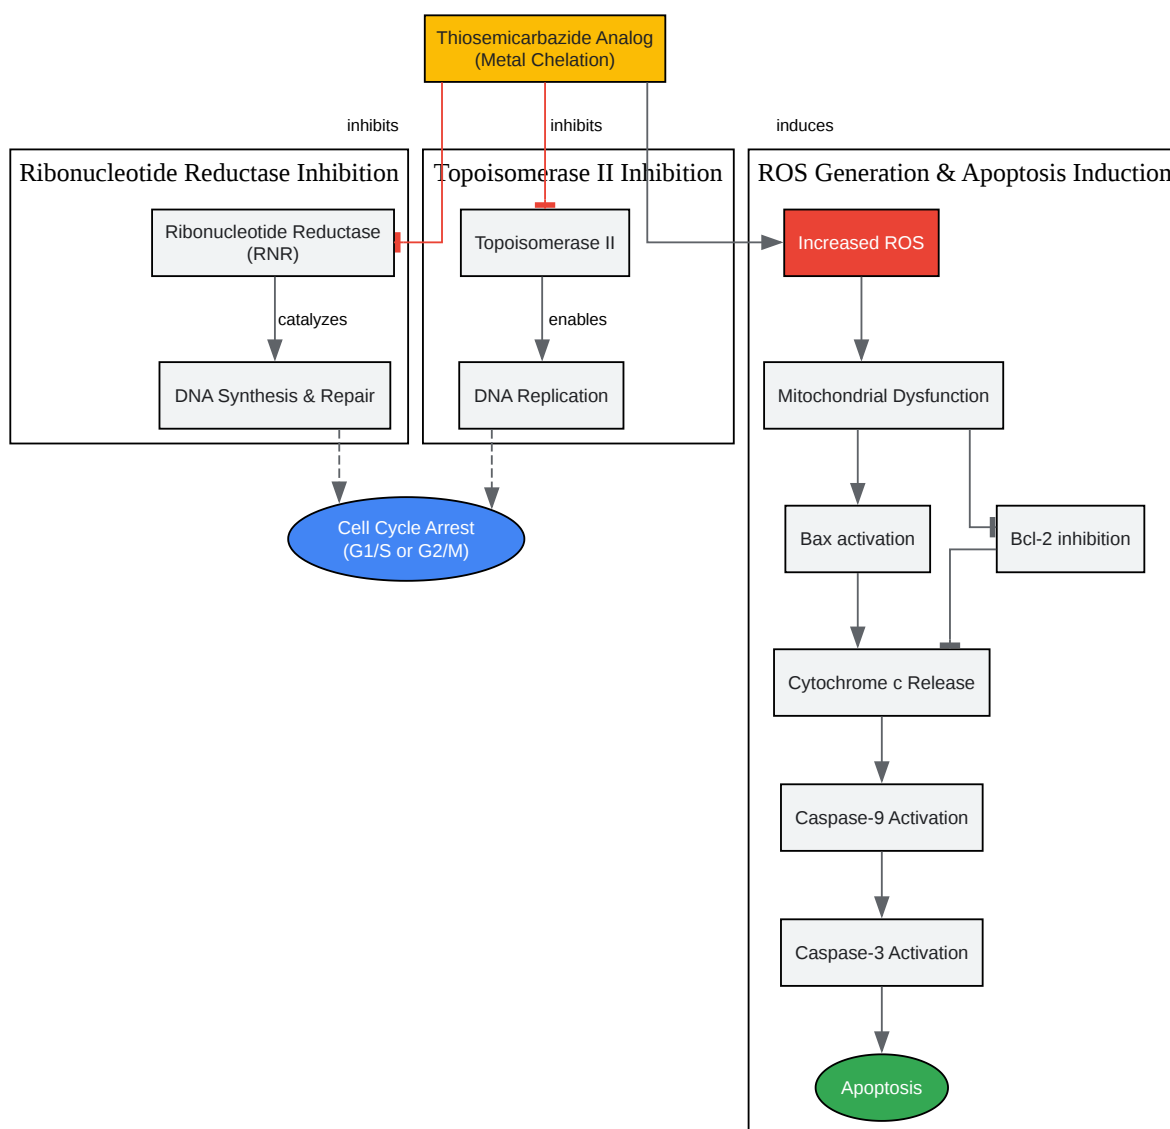 Thiosemicarbazide Analog
(Metal Chelation)
inhibits
inhibits
induces
Ribonucleotide Reductase Inhibition
Topoisomerase II Inhibition
ROS Generation & Apoptosis Induction
Ribonucleotide Reductase
(RNR)
Topoisomerase II
Increased ROS
catalyzes
enables
DNA Synthesis & Repair
DNA Replication
Mitochondrial Dysfunction
Cell Cycle Arrest
(G1/S or G2/M)
Bax activation
Bcl-2 inhibition
Cytochrome c Release
Caspase-9 Activation
Caspase-3 Activation
Apoptosis